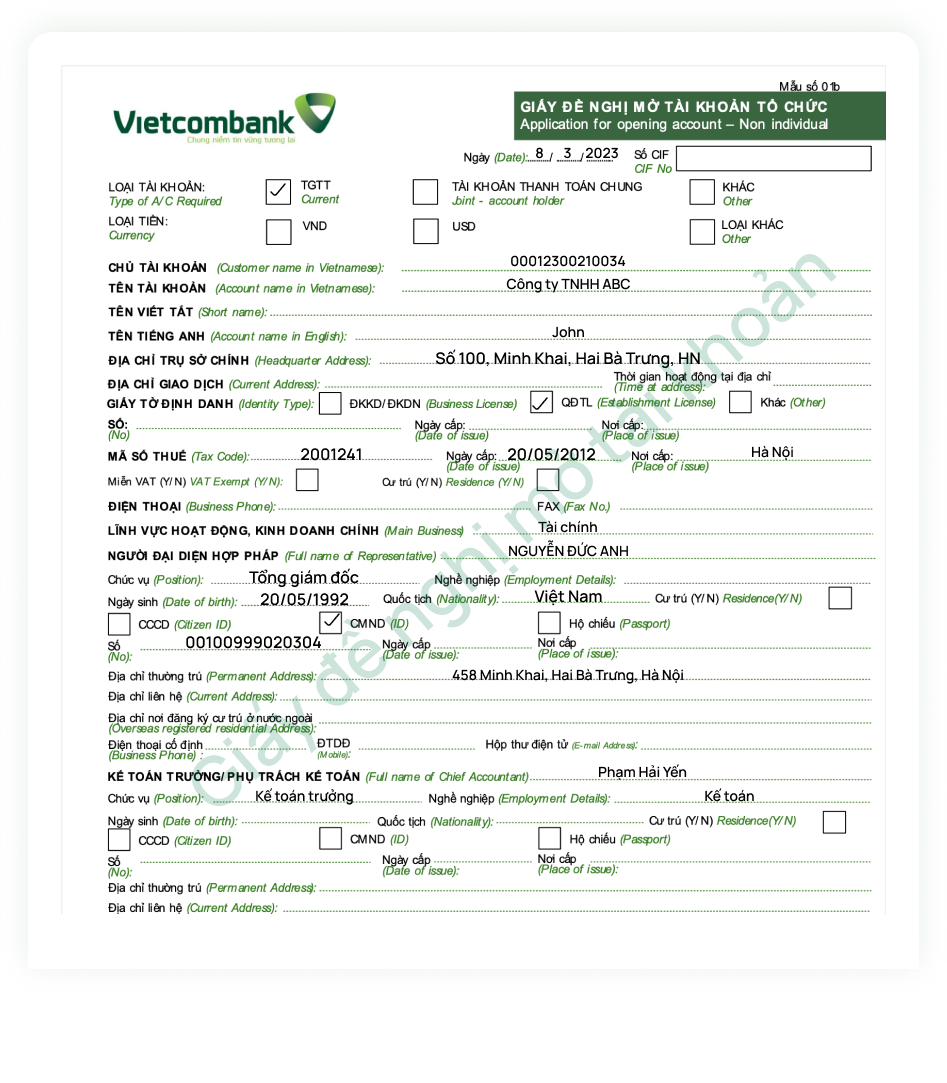 Mẫu số 01b
Vietcombank
Chung niềm tin vững tương lai
GIẤY ĐỀ NGHỊ MỞ TÀI KHOẢN TỔ CHỨC
Application for opening account – Non individual
Ngày (Date): 8 / 3 / 2023 Số CIF
CIF No
LOẠI TÀI KHOẢN: TGTT TÀI KHOẢN THANH TOÁN CHUNG KHÁC
Type of A/C Required Current Joint - account holder Other
LOẠI TIỀN: VND USD LOẠI KHÁC
Currency Other
CHỦ TÀI KHOẢN (Customer name in Vietnamese): 00012300210034
TÊN TÀI KHOẢN (Account name in Vietnamese): Công ty TNHH ABC
TÊN VIẾT TẮT (Short name):
TÊN TIẾNG ANH (Account name in English): John
ĐỊA CHỈ TRỤ SỞ CHÍNH (Headquarter Address): Số 100, Minh Khai, Hai Bà Trưng, HN
ĐỊA CHỈ GIAO DỊCH (Current Address): Thời gian hoạt động tại địa chỉ
(Time at address):
GIẤY TỜ ĐỊNH DANH (Identity Type): ĐKKD/ĐKDN (Business License) QĐTL (Establishment License) Khác (Other)
SỐ: Ngày cấp: Nơi cấp:
(No) (Date of issue) (Place of issue)
MÃ SỐ THUẾ (Tax Code): 2001241 Ngày cấp: 20/05/2012 Nơi cấp: Hà Nội
(Date of issue) (Place of issue)
Miễn VAT (Y/N) VAT Exempt (Y/N): Cư trú (Y/N) Residence (Y/N)
ĐIỆN THOẠI (Business Phone): FAX (Fax No.)
LĨNH VỰC HOẠT ĐỘNG, KINH DOANH CHÍNH (Main Business) Tài chính
NGƯỜI ĐẠI DIỆN HỢP PHÁP (Full name of Representative) NGUYỄN ĐỨC ANH
Chức vụ (Position): Tổng giám đốc Nghề nghiệp (Employment Details):
Ngày sinh (Date of birth): 20/05/1992 Quốc tịch (Nationality): Việt Nam Cư trú (Y/N) Residence(Y/N)
CCCD (Citizen ID) CMND (ID) Hộ chiếu (Passport)
Số 00100999020304 Ngày cấp Nơi cấp
(No): (Date of issue): (Place of issue):
Địa chỉ thường trú (Permanent Address): 458 Minh Khai, Hai Bà Trưng, Hà Nội
Địa chỉ liên hệ (Current Address):
Địa chỉ nơi đăng ký cư trú ở nước ngoài
(Overseas registered residential Address):
Điện thoại cố định ĐTDĐ Hộp thư điện tử (E-mail Address):
(Business Phone) : (Mobile):
KẾ TOÁN TRƯỞNG/ PHỤ TRÁCH KẾ TOÁN (Full name of Chief Accountant) Phạm Hải Yến
Chức vụ (Position): Kế toán trưởng Nghề nghiệp (Employment Details): Kế toán
Ngày sinh (Date of birth): Quốc tịch (Nationality): Cư trú (Y/N) Residence(Y/N)
CCCD (Citizen ID) CMND (ID) Hộ chiếu (Passport)
Số Ngày cấp Nơi cấp
(No): (Date of issue): (Place of issue):
Địa chỉ thường trú (Permanent Address):
Địa chỉ liên hệ (Current Address):
Giấy đề nghị mở tài khoản